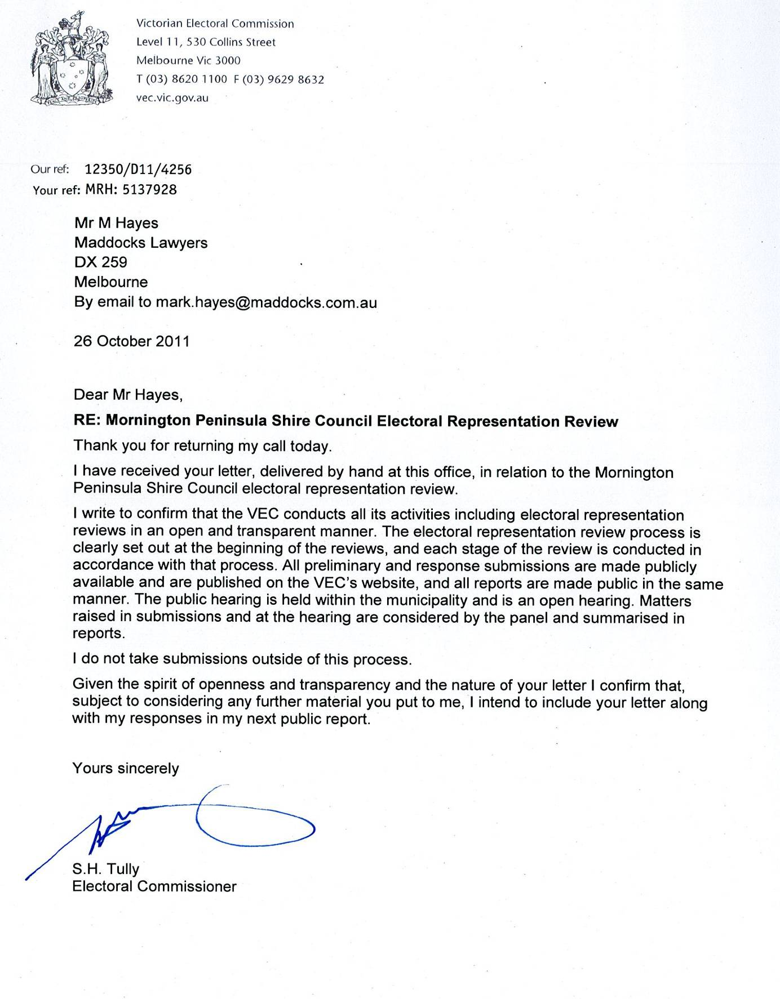 Victorian Electoral Commission
Level 11, 530 Collins Street
Melbourne Vic 3000
T (03) 8620 1100 F (03) 9629 8632
vec.vic.gov.au
PEACE AND PROSPERITY
Our ref: 12350/D11/4256
Your ref: MRH: 5137928
Mr M Hayes
Maddocks Lawyers
DX 259
Melbourne
By email to mark.hayes@maddocks.com.au
26 October 2011
Dear Mr Hayes,
RE: Mornington Peninsula Shire Council Electoral Representation Review
Thank you for returning my call today.
I have received your letter, delivered by hand at this office, in relation to the Mornington
Peninsula Shire Council electoral representation review.
I write to confirm that the VEC conducts all its activities including electoral representation
reviews in an open and transparent manner. The electoral representation review process is
clearly set out at the beginning of the reviews, and each stage of the review is conducted in
accordance with that process. All preliminary and response submissions are made publicly
available and are published on the VEC's website, and all reports are made public in the same
manner. The public hearing is held within the municipality and is an open hearing. Matters
raised in submissions and at the hearing are considered by the panel and summarised in
reports.
I do not take submissions outside of this process.
Given the spirit of openness and transparency and the nature of your letter I confirm that,
subject to considering any further material you put to me, I intend to include your letter along
with my responses in my next public report.
Yours sincerely
S.H. Tully
Electoral Commissioner